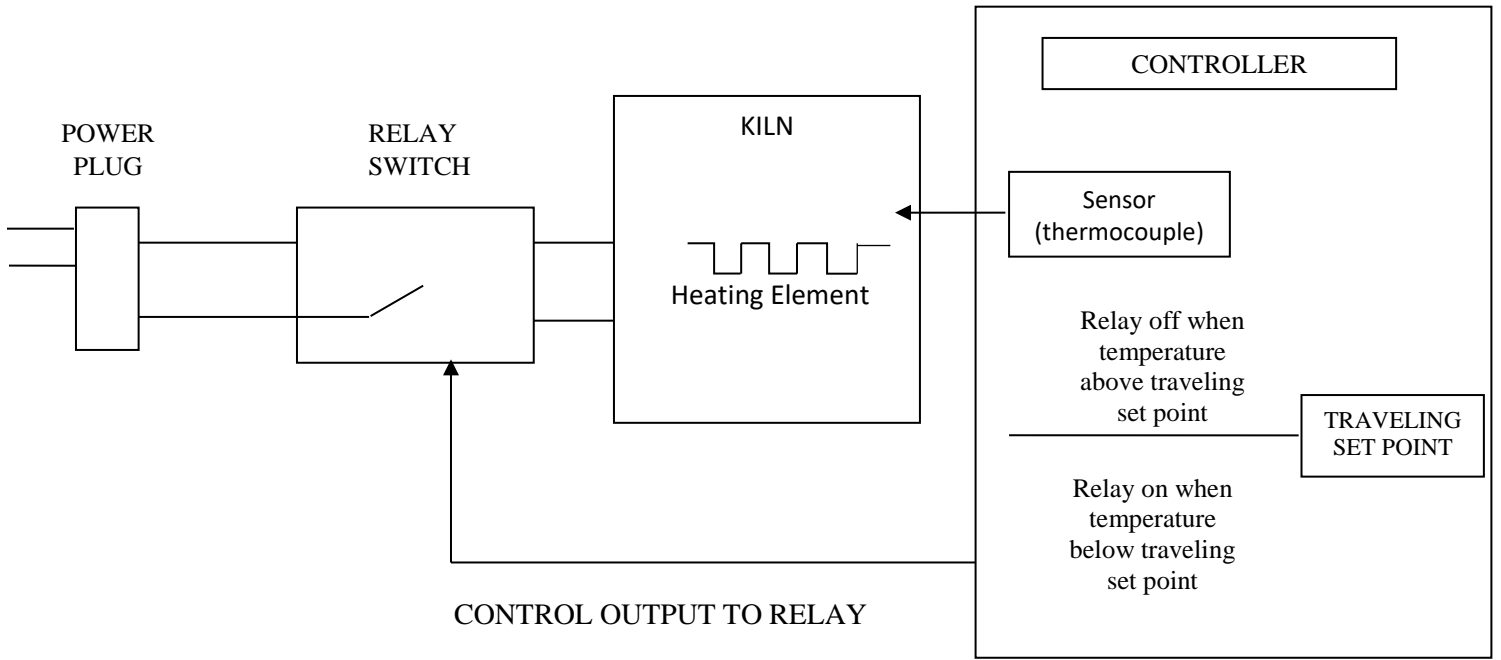 CONTROLLER
POWER
PLUG
RELAY
SWITCH
KILN
Sensor
(thermocouple)
Heating Element
Relay off when
temperature
above traveling
set point
TRAVELING
SET POINT
Relay on when
temperature
below traveling
set point
CONTROL OUTPUT TO RELAY